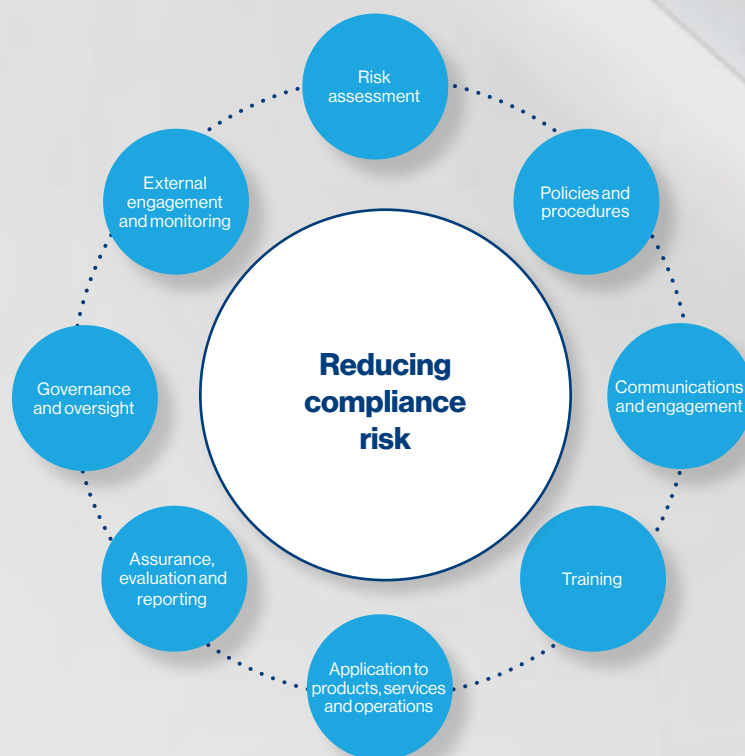 Risk
assessment
Policies and
procedures
Communications
and engagement
Training
Application to
products, services
and operations
Assurance,
evaluation and
reporting
Governance
and oversight
External
engagement
and monitoring
Reducing
compliance
risk